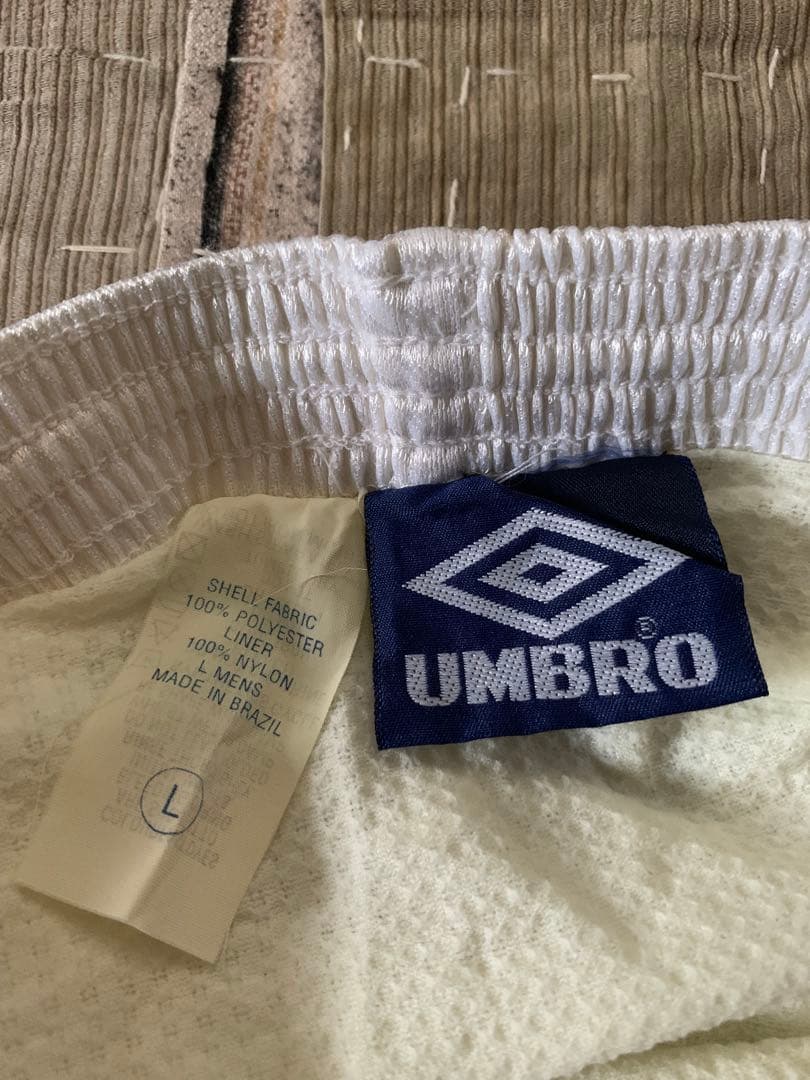 SHELL FABRIC
100% POLYESTER
LINER
100% NYLON
L MENS
MADE IN BRAZIL
L
UMBRO®